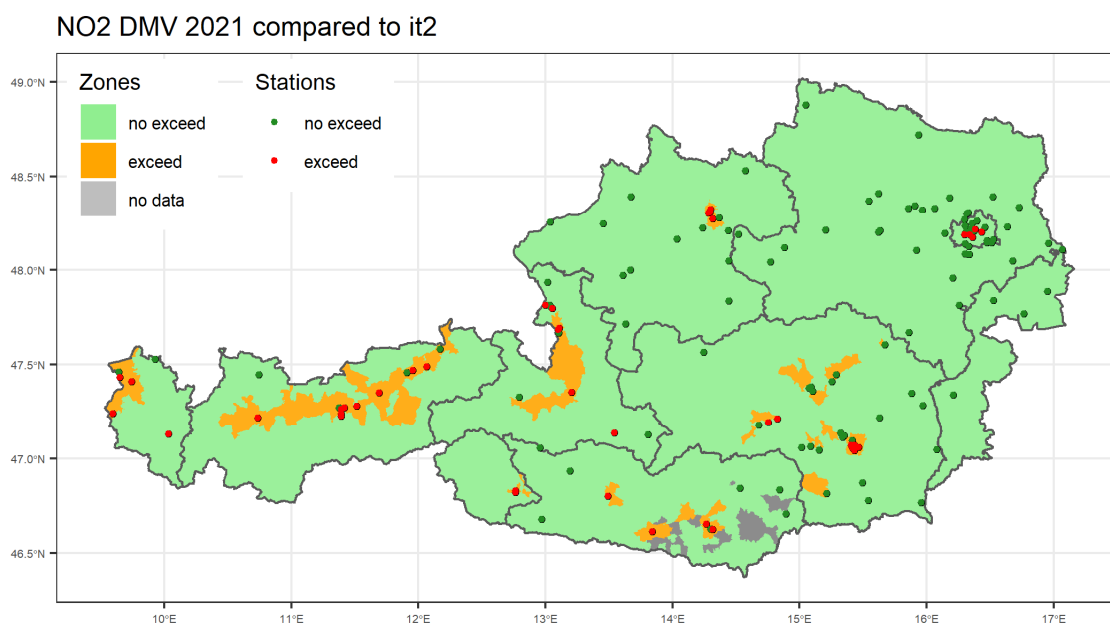 NO2 DMV 2021 compared to it2
Zones
no exceed
exceed
no data
Stations
no exceed
exceed
49.0°N
48.5°N
48.0°N
47.5°N
47.0°N
46.5°N
10°E 11°E 12°E 13°E 14°E 15°E 16°E 17°E